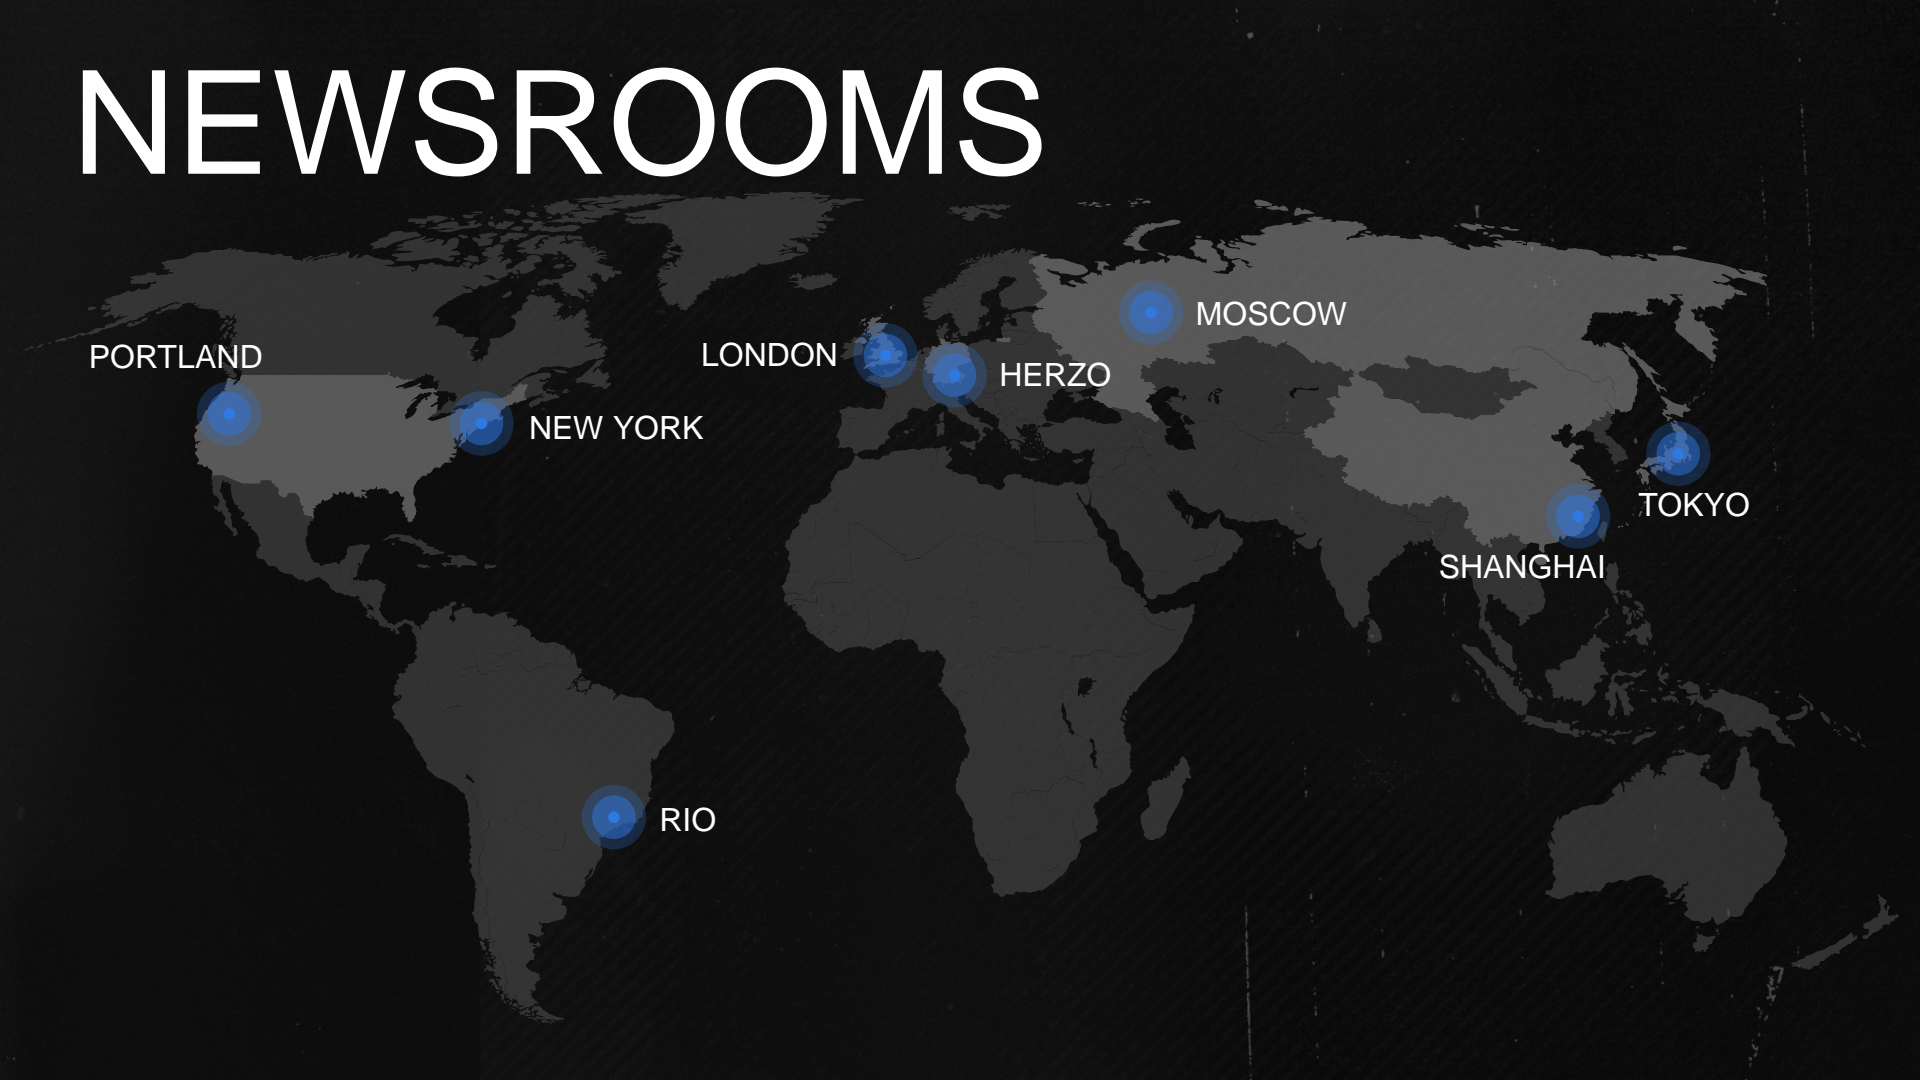 NEWSROOMS
MOSCOW
LONDON
PORTLAND
HERZO
NEW YORK
TOKYO
SHANGHAI
RIO